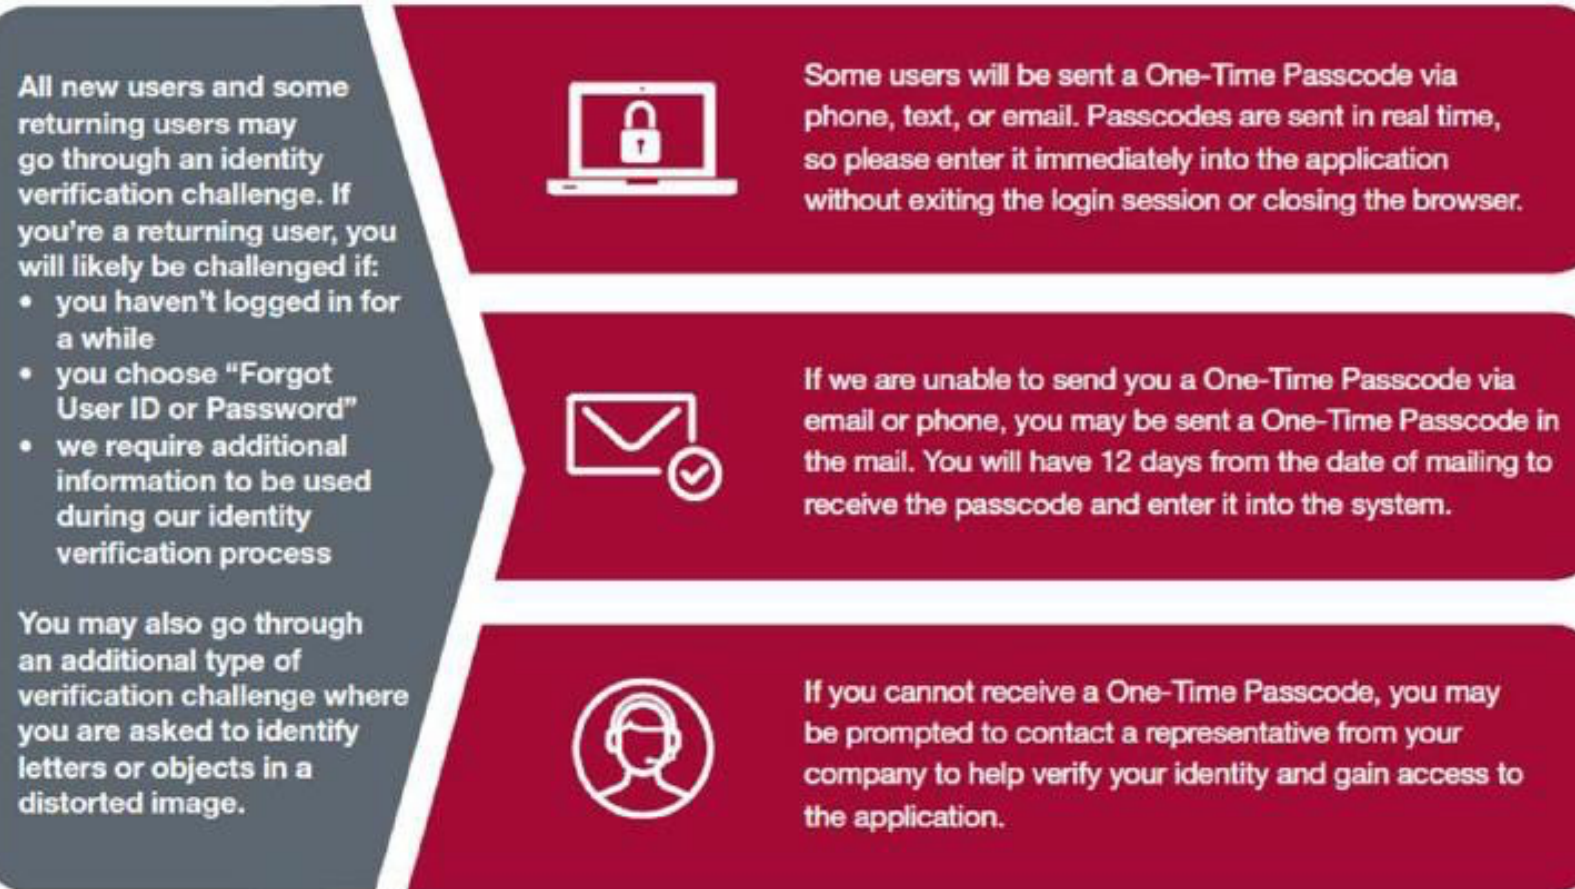 All new users and some
returning users may
go through an identity
verification challenge. If
you're a returning user, you
will likely be challenged if:
• you haven't logged in for
a while
• you choose “Forgot
User ID or Password”
• we require additional
information to be used
during our identity
verification process
You may also go through
an additional type of
verification challenge where
you are asked to identify
letters or objects in a
distorted image.
Some users will be sent a One-Time Passcode via
phone, text, or email. Passcodes are sent in real time,
so please enter it immediately into the application
without exiting the login session or closing the browser.
If we are unable to send you a One-Time Passcode via
email or phone, you may be sent a One-Time Passcode in
the mail. You will have 12 days from the date of mailing to
receive the passcode and enter it into the system.
If you cannot receive a One-Time Passcode, you may
be prompted to contact a representative from your
company to help verify your identity and gain access to
the application.